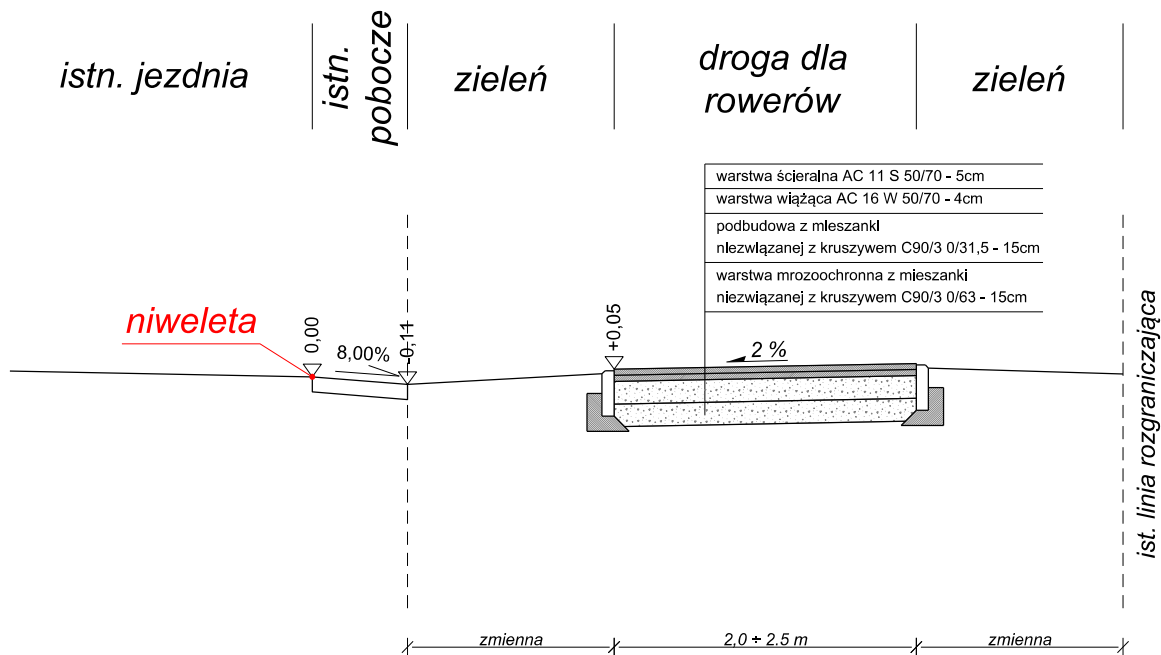 istn. jezdnia
istn.
pobocze
zieleń
droga dla
rowerów
zieleń
warstwa ścieralna AC 11 S 50/70 - 5cm
warstwa wiążąca AC 16 W 50/70 - 4cm
podbudowa z mieszanki
niezwiązanej z kruszywem C90/3 0/31,5 - 15cm
warstwa mrozoochronna z mieszanki
niezwiązanej z kruszywem C90/3 0/63 - 15cm
niweleta
0,00
8,00%
-0,11
+0,05
2 %
ist. linia rozgraniczająca
zmienna
2,0 ÷ 2.5 m
zmienna